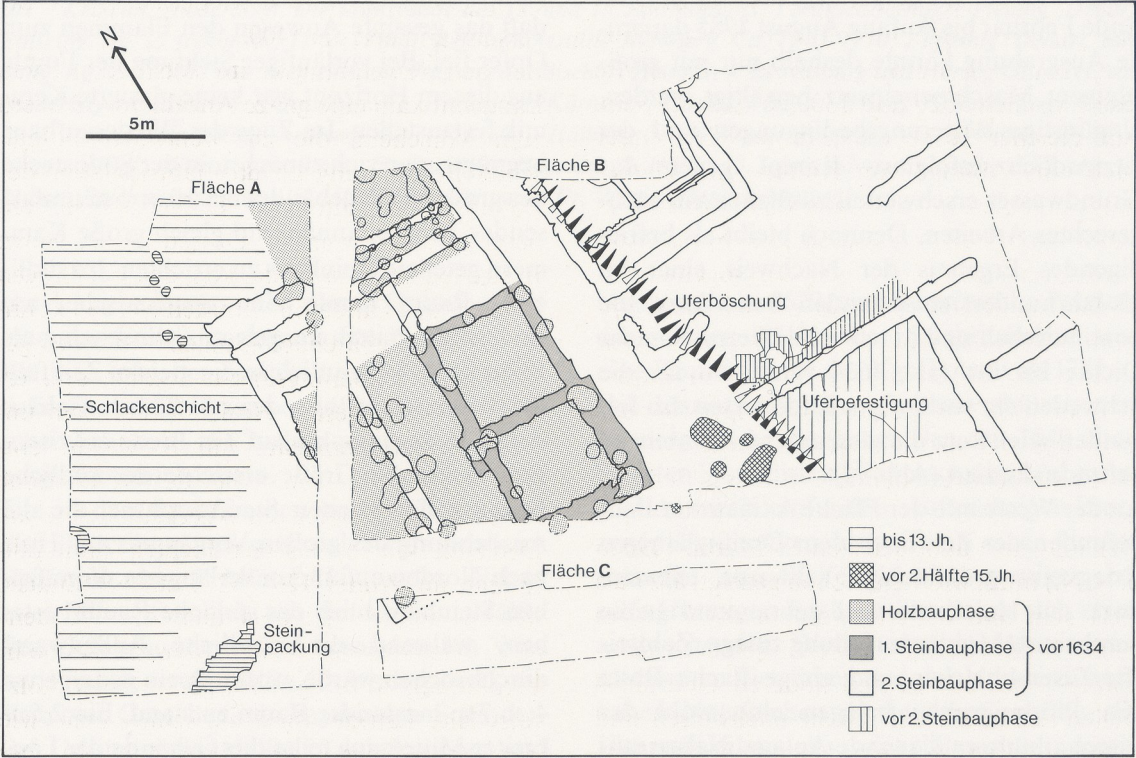 N
5m
Fläche A
Fläche B
Uferböschung
Schlackenschicht
Uferbefestigung
Fläche C
Stein-
packung
bis 13. Jh.
vor 2. Hälfte 15. Jh.
Holzbauphase
1. Steinbauphase
vor 1634
2. Steinbauphase
vor 2. Steinbauphase